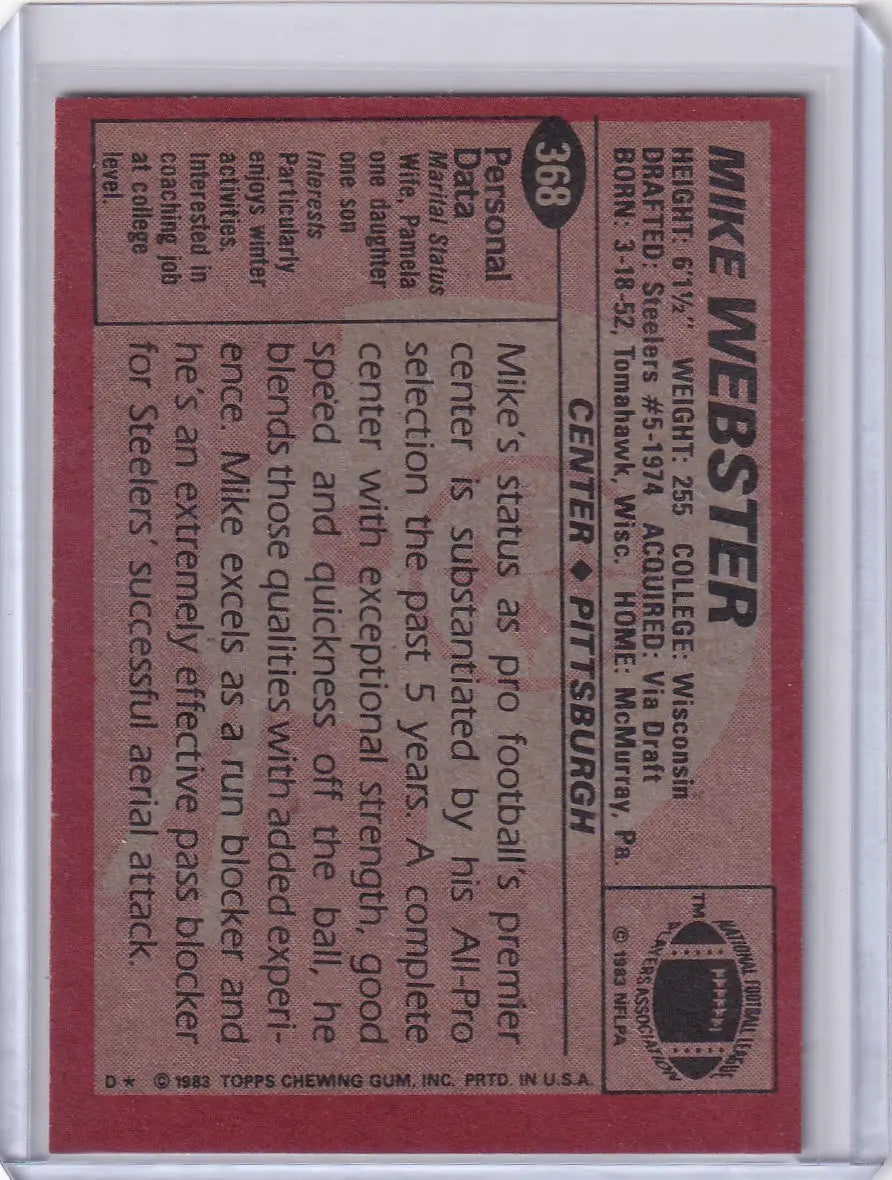 MIKE WEBSTER
HEIGHT: 6'1½" WEIGHT: 255 COLLEGE: Wisconsin
DRAFTED: Steelers #5-1974 ACQUIRED: Via Draft
BORN: 3-18-52, Tomahawk, Wisc. HOME: McMurray, Pa.
NATIONAL FOOTBALL LEAGUE
PLAYERS ASSOCIATION
TM
© 1983 NFLPA
CENTER ♦ PITTSBURGH
368
Personal
Data
Marital Status
Wife, Pamela
one daughter
one son
Interests
Particularly
enjoys winter
activities.
Interested in
coaching job
at college
level.
Mike's status as pro football's premier
center is substantiated by his All-Pro
selection the past 5 years. A complete
center with exceptional strength, good
speed and quickness off the ball, he
blends those qualities with added experi-
ence. Mike excels as a run blocker and
he's an extremely effective pass blocker
for Steelers' successful aerial attack.
D★ © 1983 TOPPS CHEWING GUM, INC. PRTD. IN U.S.A.